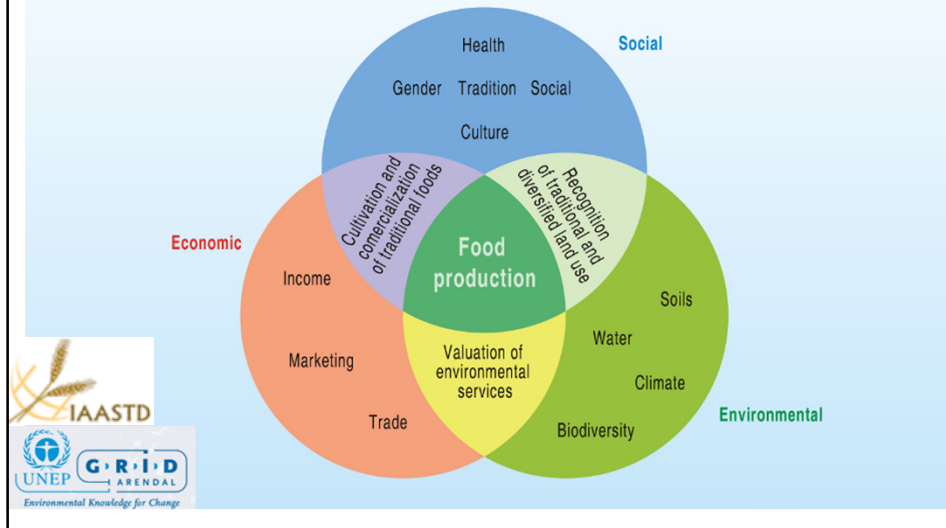 Social
Health
Gender Tradition Social
Culture
Cultivation and
comercialization
of traditional foods
Recognition
of traditional and
diversified land use
Economic
Food
production
Income
Soils
Water
Marketing
Valuation of
environmental
services
Climate
Trade
Biodiversity
Environmental
IAASTD
UNEP
G R I D
ARENDAL
Environmental Knowledge for Change